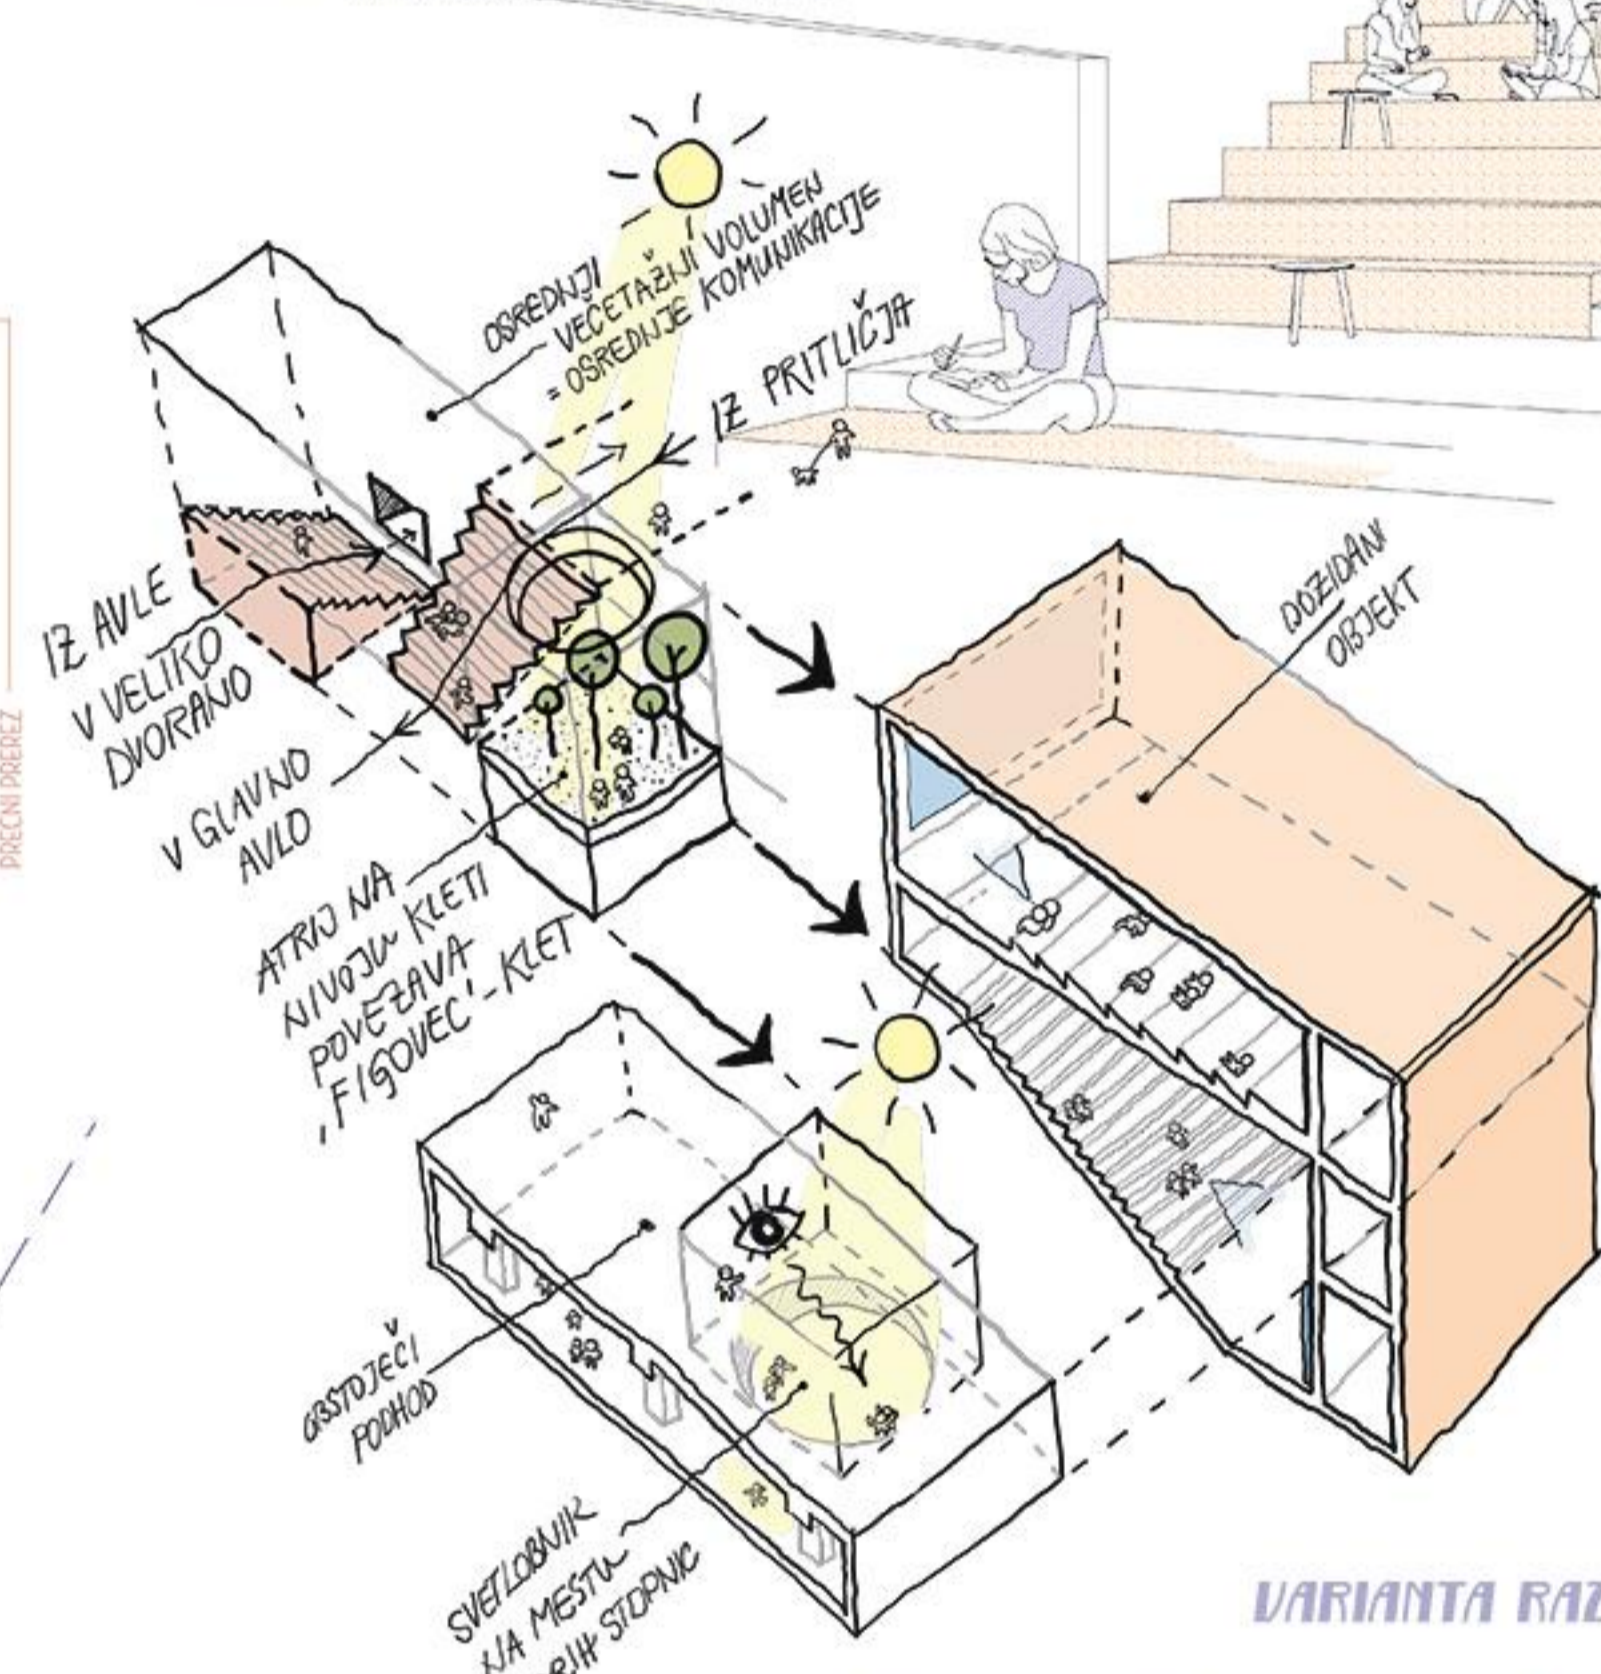 OSREDNJI
VEČETAŽNI VOLUMEN
= OSREDNJE KOMUNIKACIJE
IZ PRITLIČJA
IZ AVLE
V VELIKO
DVORANO
V GLAVNO
AVLO
ATRIJ NA
NIVOJU KLETI
POVEZAVA
'FIGOVEC' - KLET
DOZIDANI
OBJEKT
OBSTOJEČI
PODHOD
SVETLOBNIK
NA MESTU
STOPNIC
PREČNI PREREZ
VARIANTA RAZ